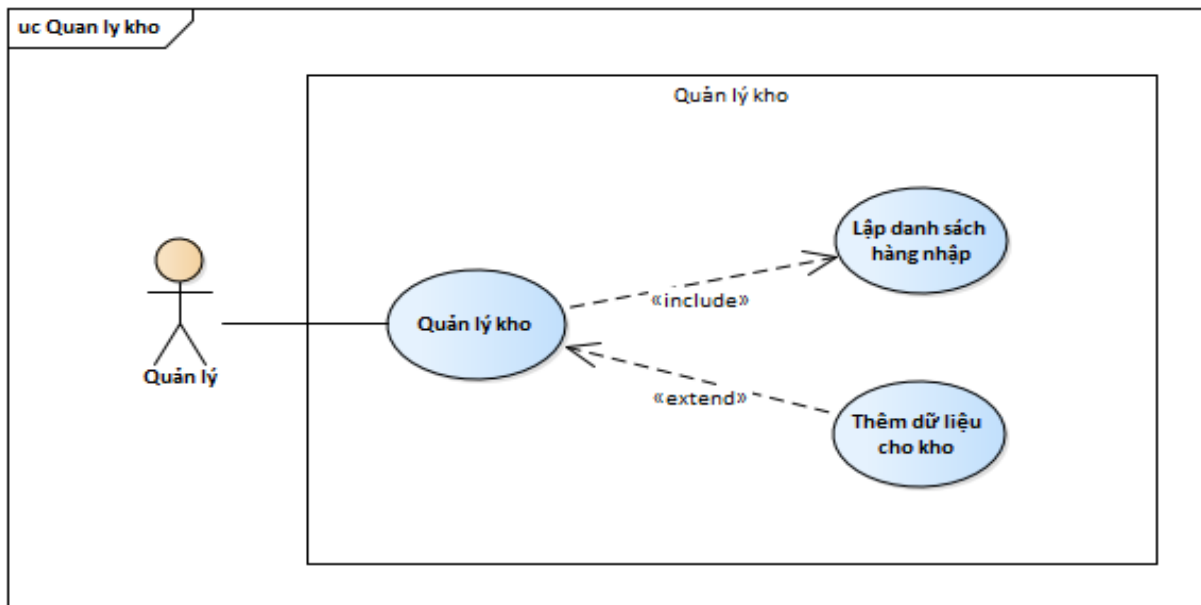 uc Quan ly kho
Quản lý kho
Lập danh sách
hàng nhập
«include»
Quản lý kho
Quản lý
«extend»
Thêm dữ liệu
cho kho